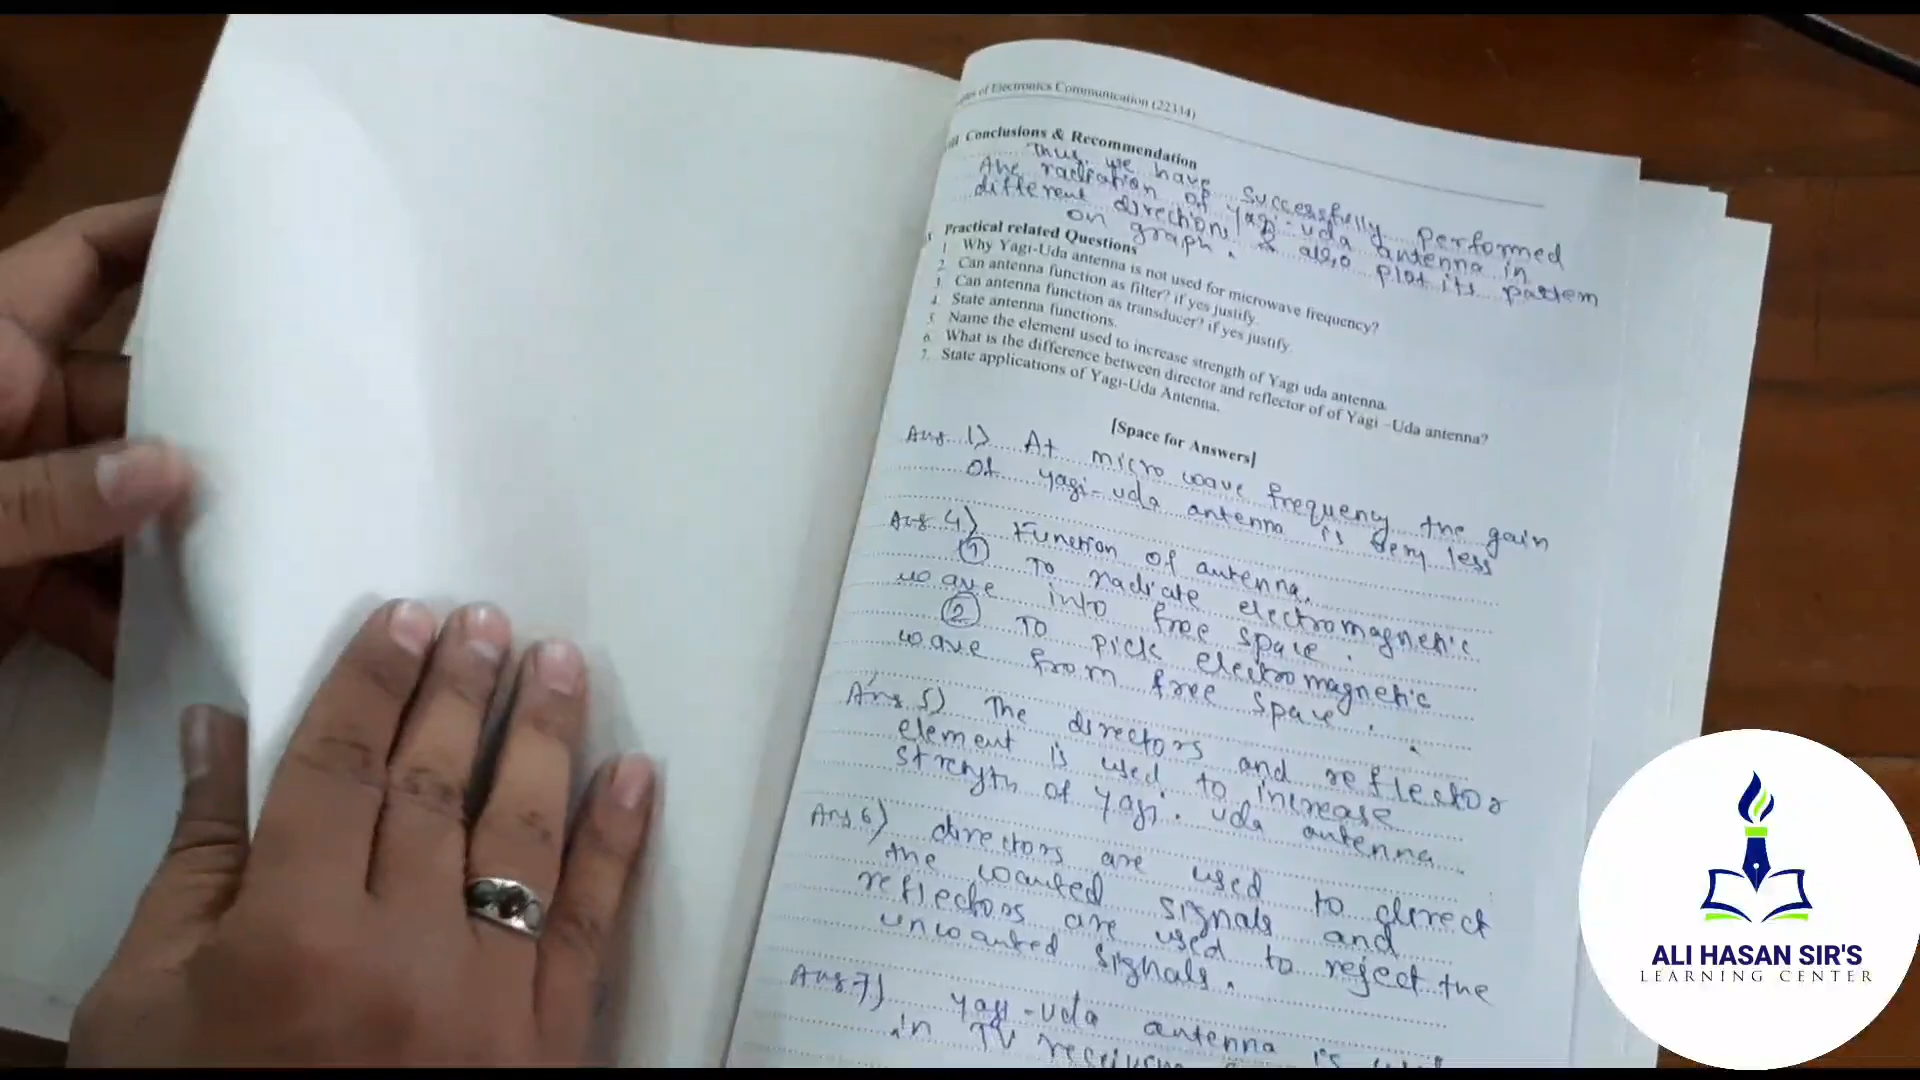 of Electronics Communication (22334)
Conclusions & Recommendation
Thus we have successfully performed
the radiation of Yagi-uda antenna in
different directions & also plot its pattern
on graph.
Practical related Questions
1. Why Yagi-Uda antenna is not used for microwave frequency?
2. Can antenna function as filter? if yes justify.
3. Can antenna function as transducer? if yes justify.
4. State antenna functions.
5. Name the element used to increase strength of Yagi uda antenna.
6. What is the difference between director and reflector of of Yagi –Uda antenna?
7. State applications of Yagi-Uda Antenna.
[Space for Answers]
Ans 1) At micro wave frequency the gain
of yagi-uda antenna is very less
Ans 4) Function of antenna.
① To radiate electromagnetic
wave into free space.
② To pick electromagnetic
wave from free space.
Ans 5) The directors and reflector
element is used to increase
strength of yagi-uda antenna
Ans 6) directors are used to direct
the wanted signals and
reflectors are used to reject the
unwanted signals.
Ans 7) yagi-uda antenna is used
in TV
ALI HASAN SIR'S
LEARNING CENTER